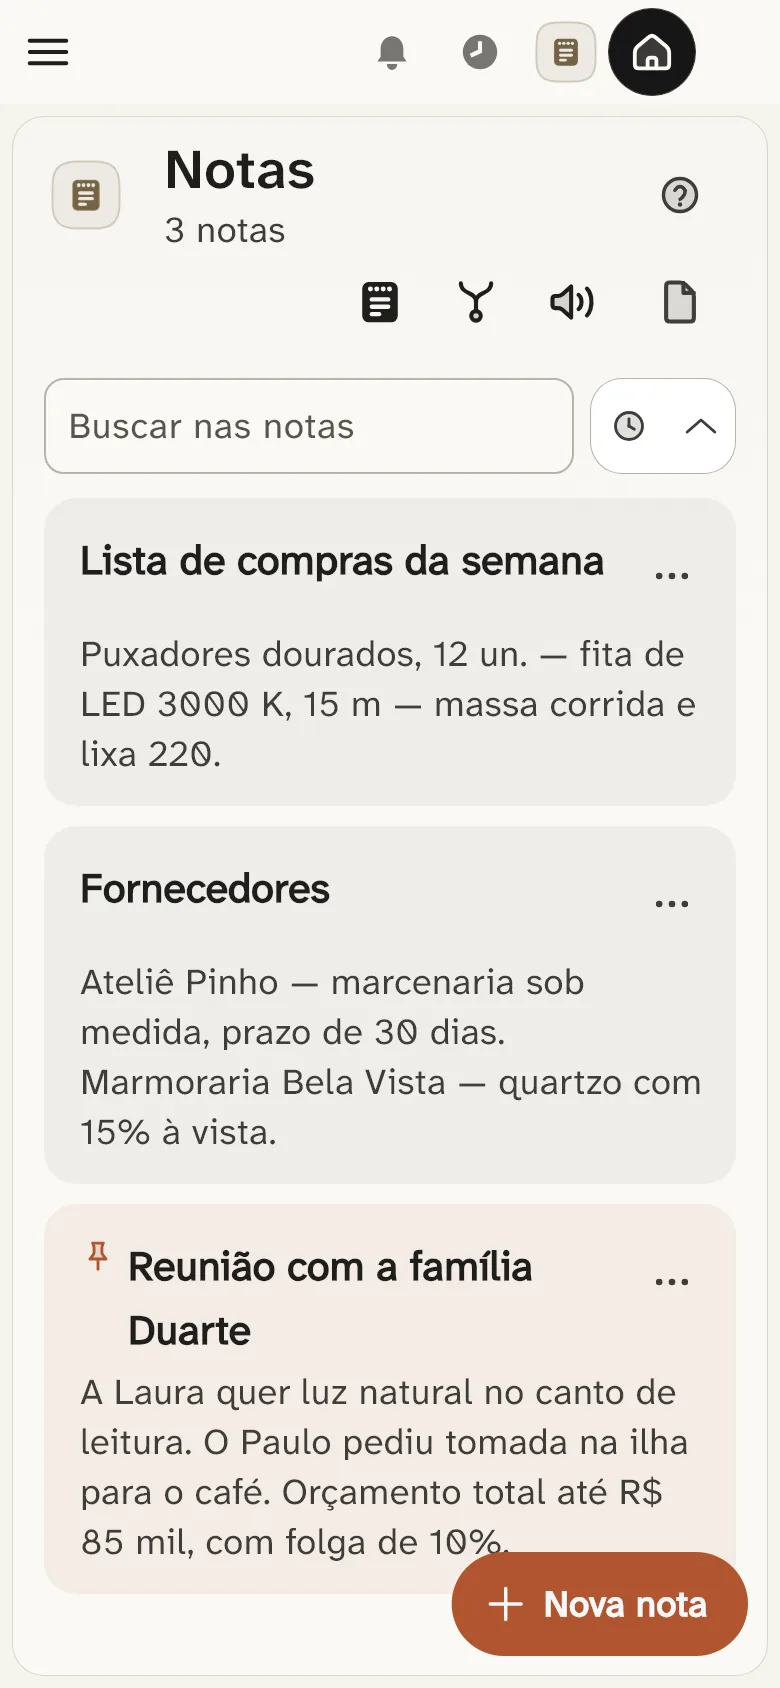 Notas
3 notas
Buscar nas notas
Lista de compras da semana
Puxadores dourados, 12 un. — fita de
LED 3000 K, 15 m — massa corrida e
lixa 220.
Fornecedores
Ateliê Pinho — marcenaria sob
medida, prazo de 30 dias.
Marmoraria Bela Vista — quartzo com
15% à vista.
Reunião com a família
Duarte
A Laura quer luz natural no canto de
leitura. O Paulo pediu tomada na ilha
para o café. Orçamento total até R$
85 mil, com folga de 10%.
Nova nota